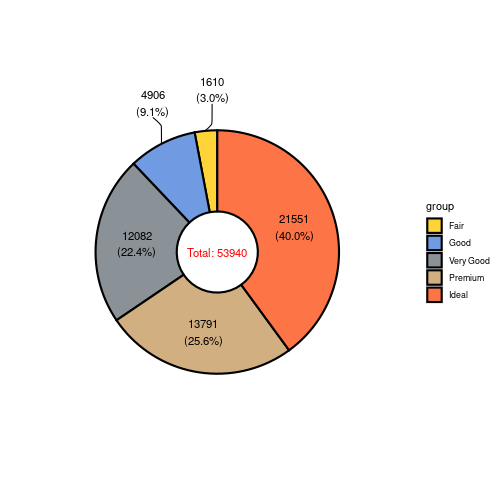 1610
(3.0%)
4906
(9.1%)
21551
(40.0%)
12082
(22.4%)
Total: 53940
13791
(25.6%)
group
Fair
Good
Very Good
Premium
Ideal